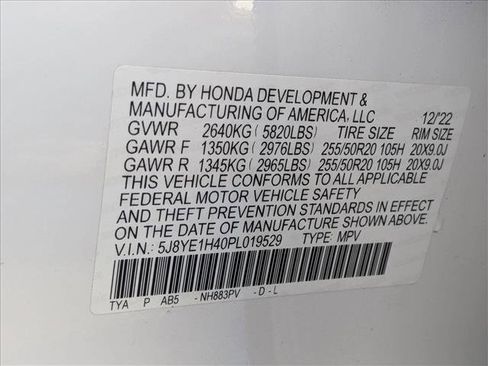 MFD. BY HONDA DEVELOPMENT &
MANUFACTURING OF AMERICA, LLC 12/'22
GVWR 2640KG ( 5820LBS) TIRE SIZE RIM SIZE
GAWR F 1350KG ( 2976LBS) 255/50R20 105H 20X9.0J
GAWR R 1345KG ( 2965LBS) 255/50R20 105H 20X9.0J
THIS VEHICLE CONFORMS TO ALL APPLICABLE
FEDERAL MOTOR VEHICLE SAFETY
AND THEFT PREVENTION STANDARDS IN EFFECT ON
THE DATE OF MANUFACTURE SHOWN ABOVE.
V.I.N.: 5J8YE1H40PL019529 TYPE: MPV
TYA P AB5 -NH883PV -D-L